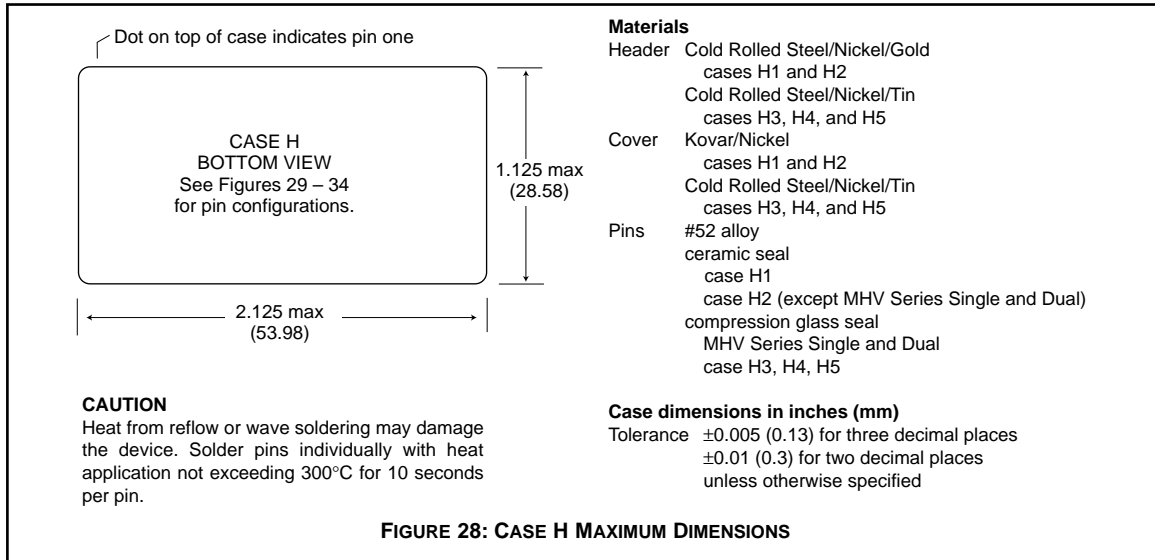 Dot on top of case indicates pin one
CASE H
BOTTOM VIEW
See Figures 29 – 34
for pin configurations.
1.125 max
(28.58)
2.125 max
(53.98)
CAUTION
Heat from reflow or wave soldering may damage
the device. Solder pins individually with heat
application not exceeding 300°C for 10 seconds
per pin.
Materials
Header Cold Rolled Steel/Nickel/Gold
cases H1 and H2
Cold Rolled Steel/Nickel/Tin
cases H3, H4, and H5
Cover Kovar/Nickel
cases H1 and H2
Cold Rolled Steel/Nickel/Tin
cases H3, H4, and H5
Pins #52 alloy
ceramic seal
case H1
case H2 (except MHV Series Single and Dual)
compression glass seal
MHV Series Single and Dual
case H3, H4, H5
Case dimensions in inches (mm)
Tolerance ±0.005 (0.13) for three decimal places
±0.01 (0.3) for two decimal places
unless otherwise specified
FIGURE 28: CASE H MAXIMUM DIMENSIONS